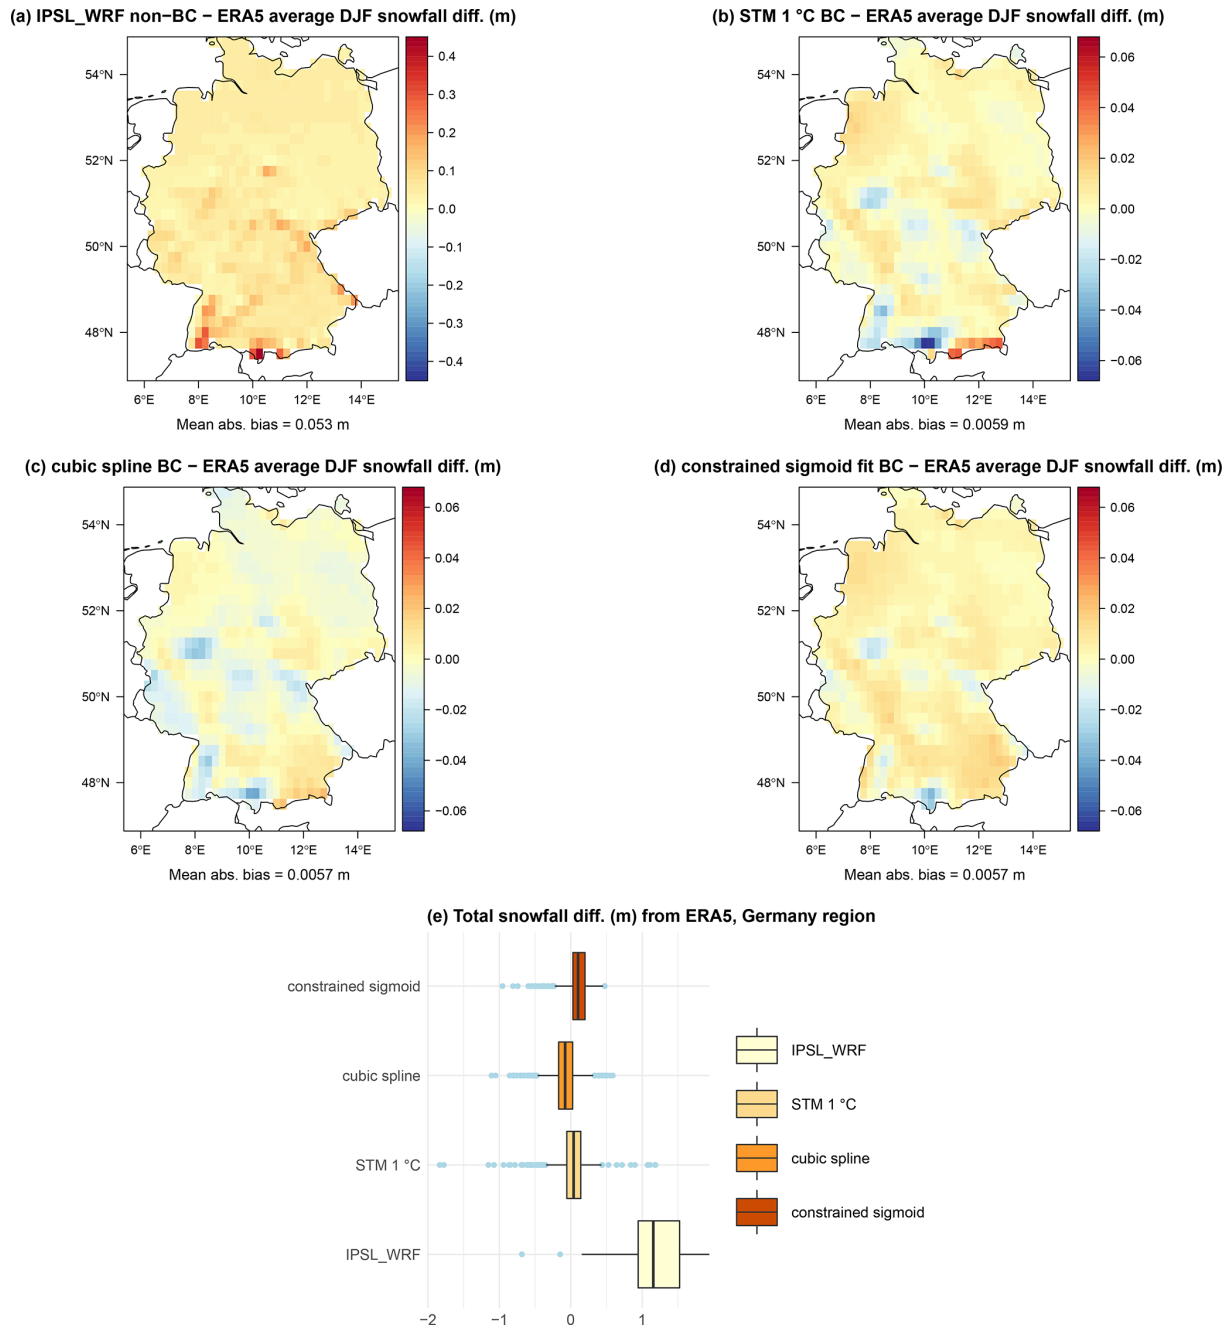 (a) IPSL_WRF non−BC − ERA5 average DJF snowfall diff. (m)
54°N
52°N
50°N
48°N
6°E 8°E 10°E 12°E 14°E
0.4
0.3
0.2
0.1
0.0
−0.1
−0.2
−0.3
−0.4
Mean abs. bias = 0.053 m
(b) STM 1 °C BC − ERA5 average DJF snowfall diff. (m)
54°N
52°N
50°N
48°N
6°E 8°E 10°E 12°E 14°E
0.06
0.04
0.02
0.00
−0.02
−0.04
−0.06
Mean abs. bias = 0.0059 m
(c) cubic spline BC − ERA5 average DJF snowfall diff. (m)
54°N
52°N
50°N
48°N
6°E 8°E 10°E 12°E 14°E
0.06
0.04
0.02
0.00
−0.02
−0.04
−0.06
Mean abs. bias = 0.0057 m
(d) constrained sigmoid fit BC − ERA5 average DJF snowfall diff. (m)
54°N
52°N
50°N
48°N
6°E 8°E 10°E 12°E 14°E
0.06
0.04
0.02
0.00
−0.02
−0.04
−0.06
Mean abs. bias = 0.0057 m
(e) Total snowfall diff. (m) from ERA5, Germany region
constrained sigmoid
cubic spline
STM 1 °C
IPSL_WRF
−2 −1 0 1
IPSL_WRF
STM 1 °C
cubic spline
constrained sigmoid